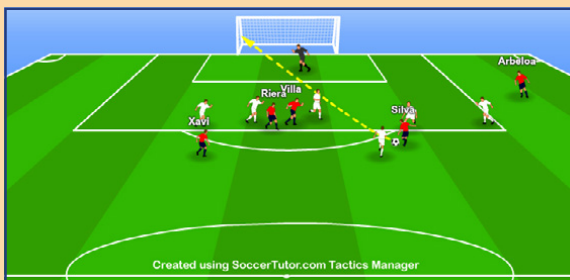 Arbeloa
Villa
Riera
Silva
Xavi
Created using SoccerTutor.com Tactics Manager